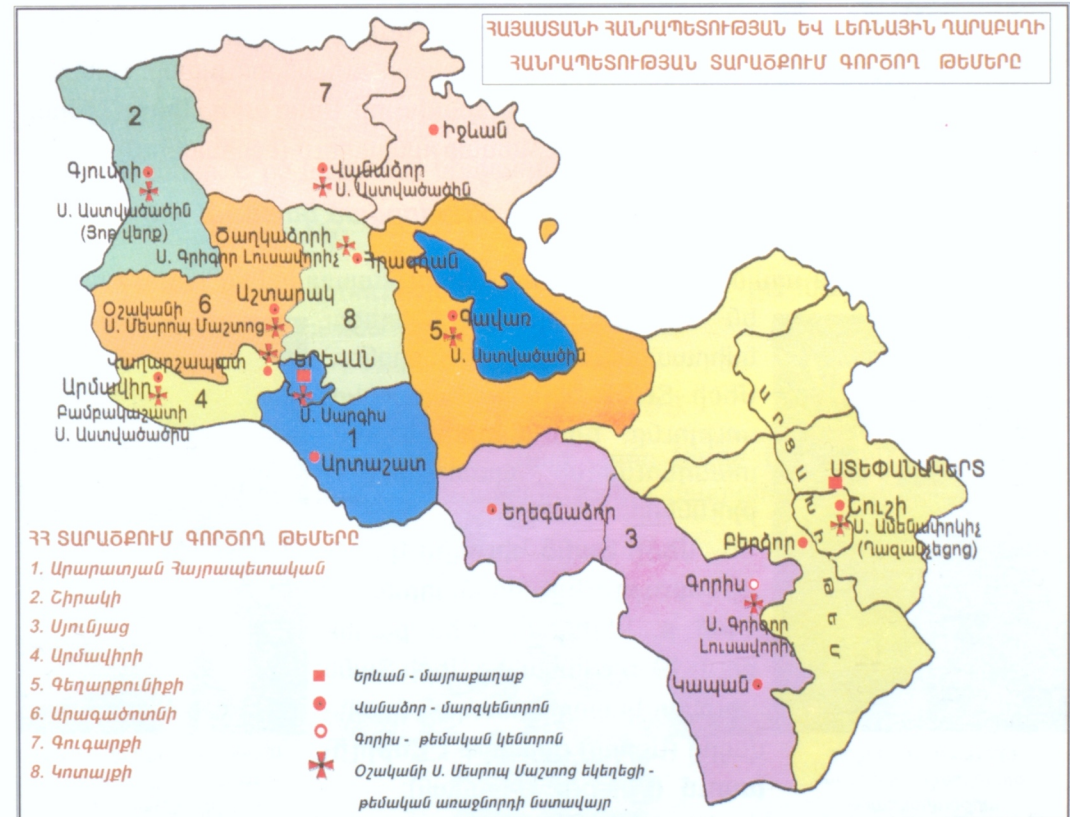 ՀԱՅԱՍՏԱՆԻ ՀԱՆՐԱՊԵՏՈՒԹՅԱՆ ԵՎ ԼԵՌՆԱՅԻՆ ՂԱՐԱԲԱՂԻ
ՀԱՆՐԱՊԵՏՈՒԹՅԱՆ ՏԱՐԱԾՔՈՒՄ ԳՈՐԾՈՂ ԹԵՄԵՐԸ
2
7
Իջևան
Գյումրի
Վանաձոր
Ս. Աստվածածին
Ս. Աստվածածին
(Յոթ վերք)
Ծաղկաձորի
Ս. Գրիգոր Լուսավորիչ
Հրազդան
6
Աշտարակ
Օշականի
Ս. Մեսրոպ Մաշտոց
8
5
Գավառ
Ս. Աստվածածին
Վաղարշապատ
ԵՐԵՎԱՆ
Արմավիր
4
Բամբակաշատի
Ս. Աստվածածին
Ս. Սարգիս
1
Արտաշատ
Արցախի թեմ
ՍՏԵՓԱՆԱԿԵՐՏ
Շուշի
Ս. Ամենափրկիչ
(Ղազանչեցոց)
Եղեգնաձոր
3
Բերձոր
Գորիս
Ս. Գրիգոր
Լուսավորիչ
Կապան
ՀՀ ՏԱՐԱԾՔՈՒՄ ԳՈՐԾՈՂ ԹԵՄԵՐԸ
1. Արարատյան Հայրապետական
2. Շիրակի
3. Սյունյաց
4. Արմավիրի
5. Գեղարքունիքի
6. Արագածոտնի
7. Գուգարքի
8. Կոտայքի
Երևան - մայրաքաղաք
Վանաձոր - մարզկենտրոն
Գորիս - թեմական կենտրոն
Օշականի Ս. Մեսրոպ Մաշտոց եկեղեցի -
թեմական առաջնորդի նստավայր